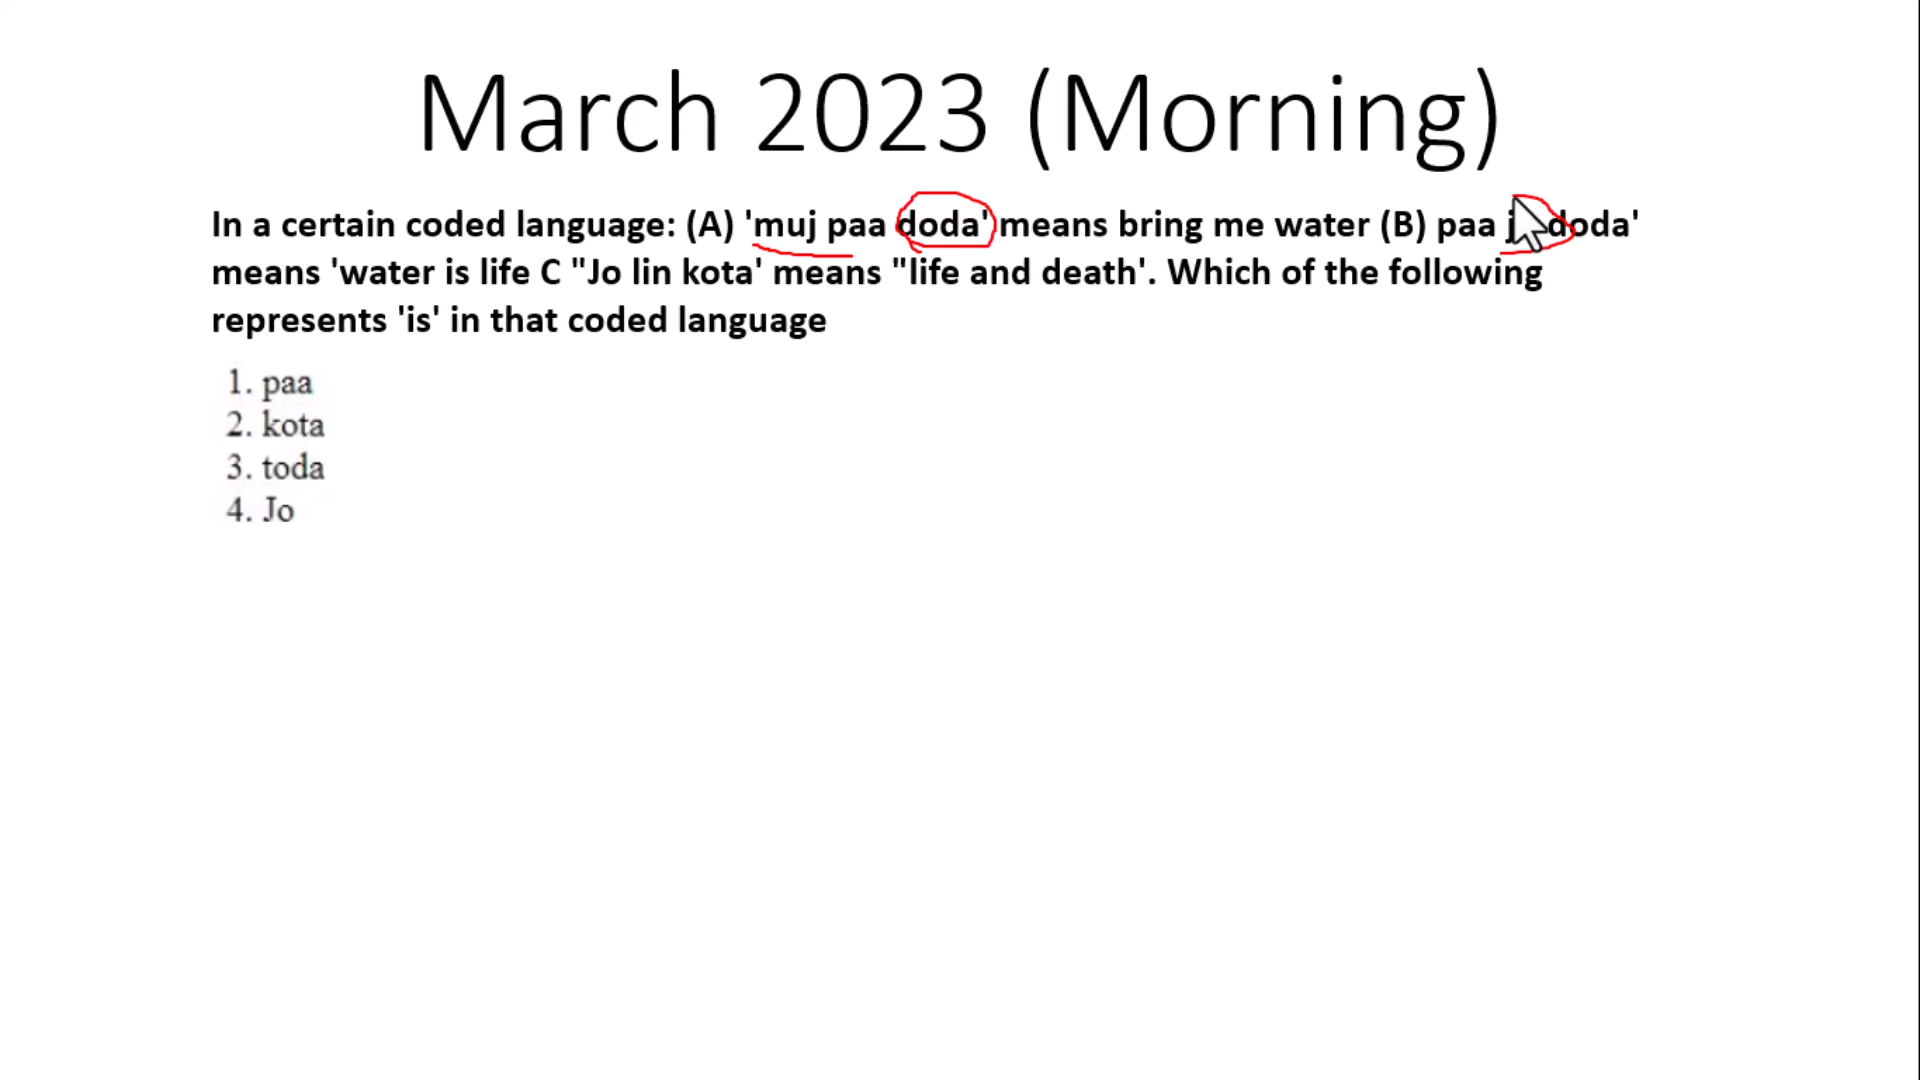 March 2023 (Morning)
In a certain coded language: (A) 'muj paa doda' means bring me water (B) paa doda'
means 'water is life C "Jo lin kota' means "life and death'. Which of the following
represents 'is' in that coded language
1. paa
2. kota
3. toda
4. Jo